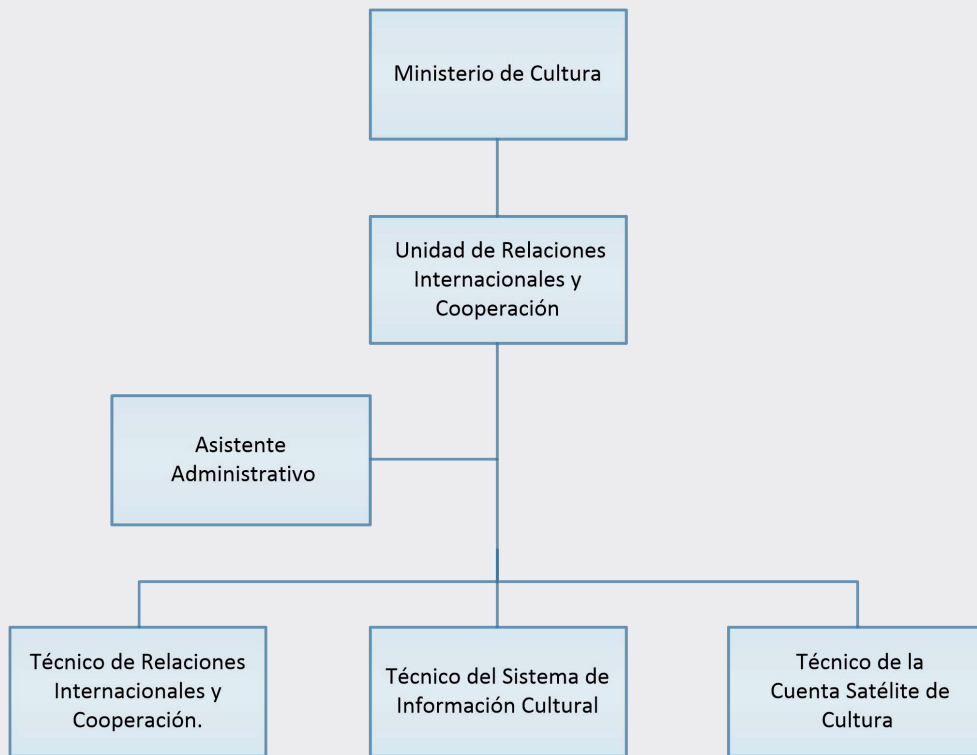 Ministerio de Cultura
Unidad de Relaciones
Internacionales y
Cooperación
Asistente
Administrativo
Técnico de Relaciones
Internacionales y
Cooperación.
Técnico del Sistema de
Información Cultural
Técnico de la
Cuenta Satélite de
Cultura